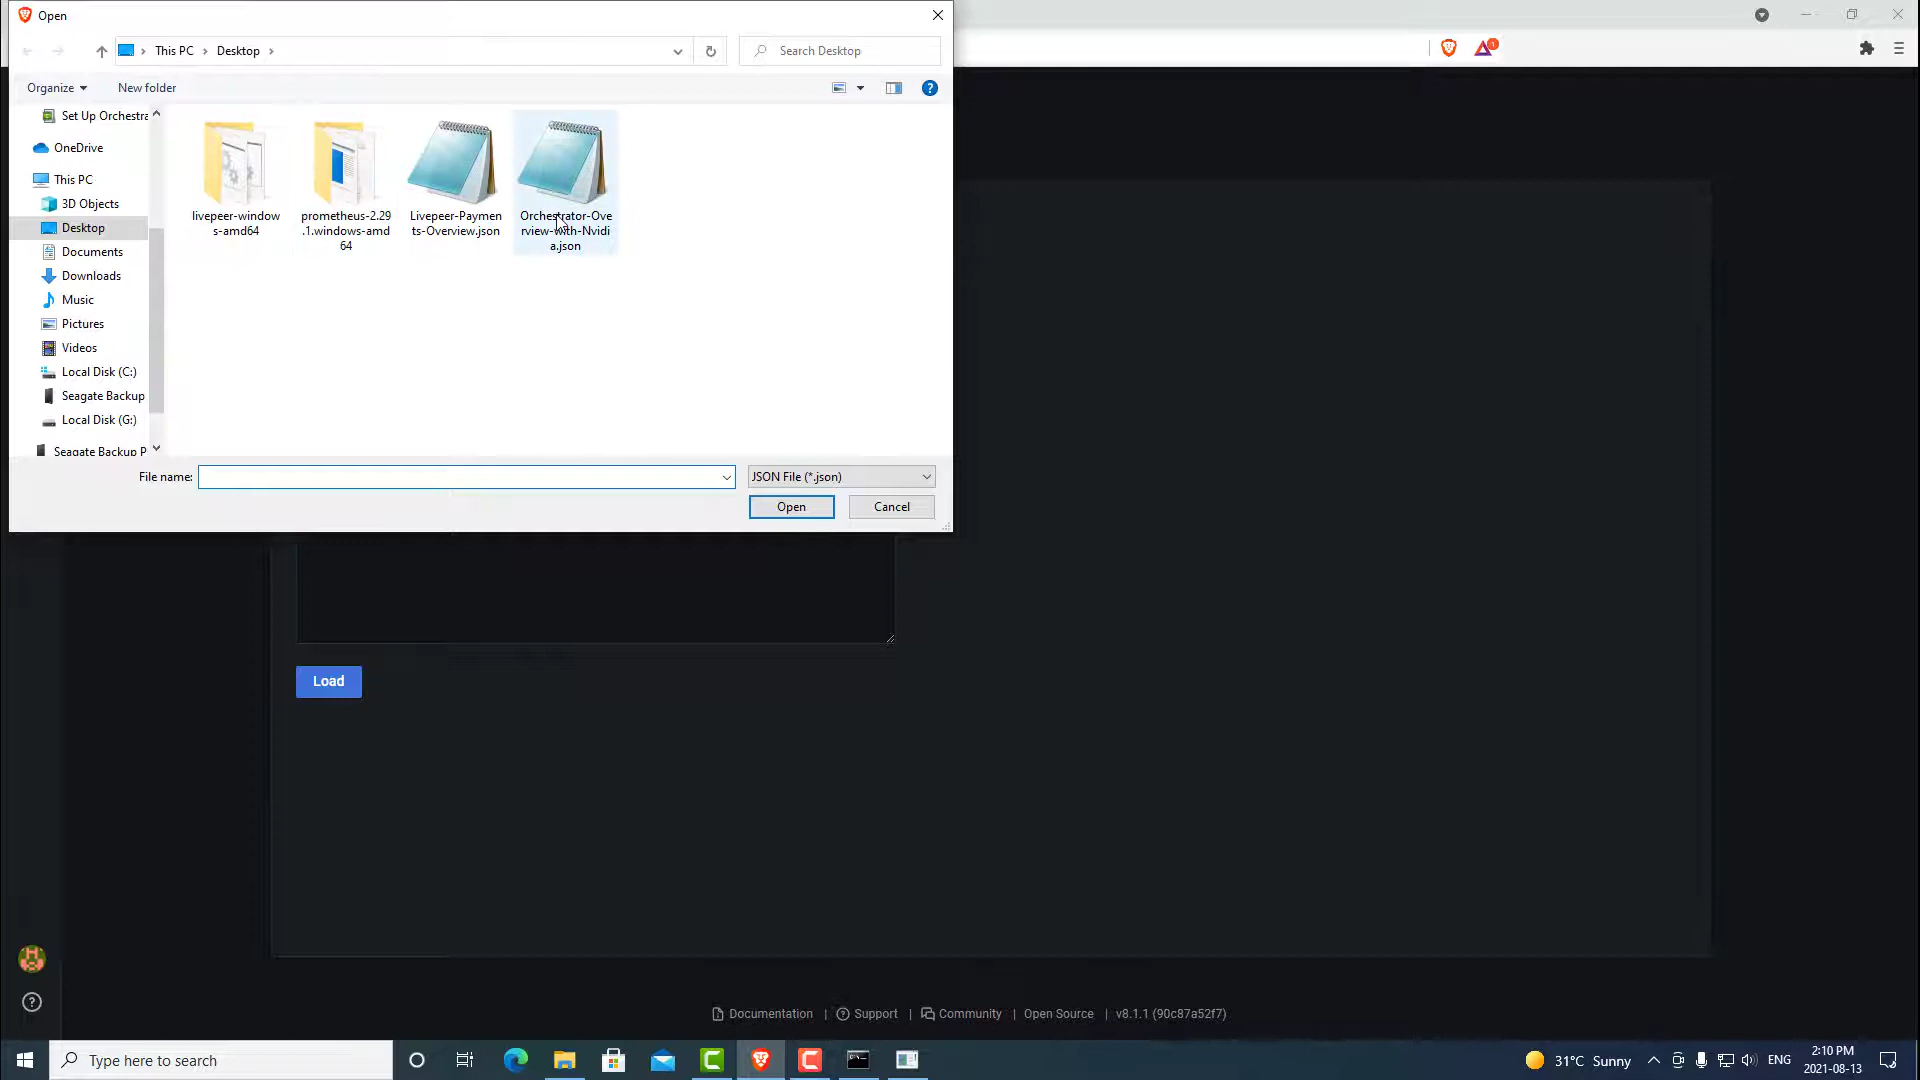 Open
This PC
Desktop
Search Desktop
1
Organize
New folder
?
Set Up Orchestra
OneDrive
This PC
3D Objects
Desktop
Documents
Downloads
Music
Pictures
Videos
Local Disk (C:)
Seagate Backup
Local Disk (G:)
Seagate Backup P
livepeer-window
s-amd64
prometheus-2.29
.1.windows-amd
64
Livepeer-Paymen
ts-Overview.json
Orchestrator-Ove
rview-with-Nvidi
a.json
File name:
JSON File (*.json)
Open
Cancel
Load
Documentation | Support | Community | Open Source | v8.1.1 (90c87a52f7)
Type here to search
31°C Sunny
ENG
2:10 PM
2021-08-13